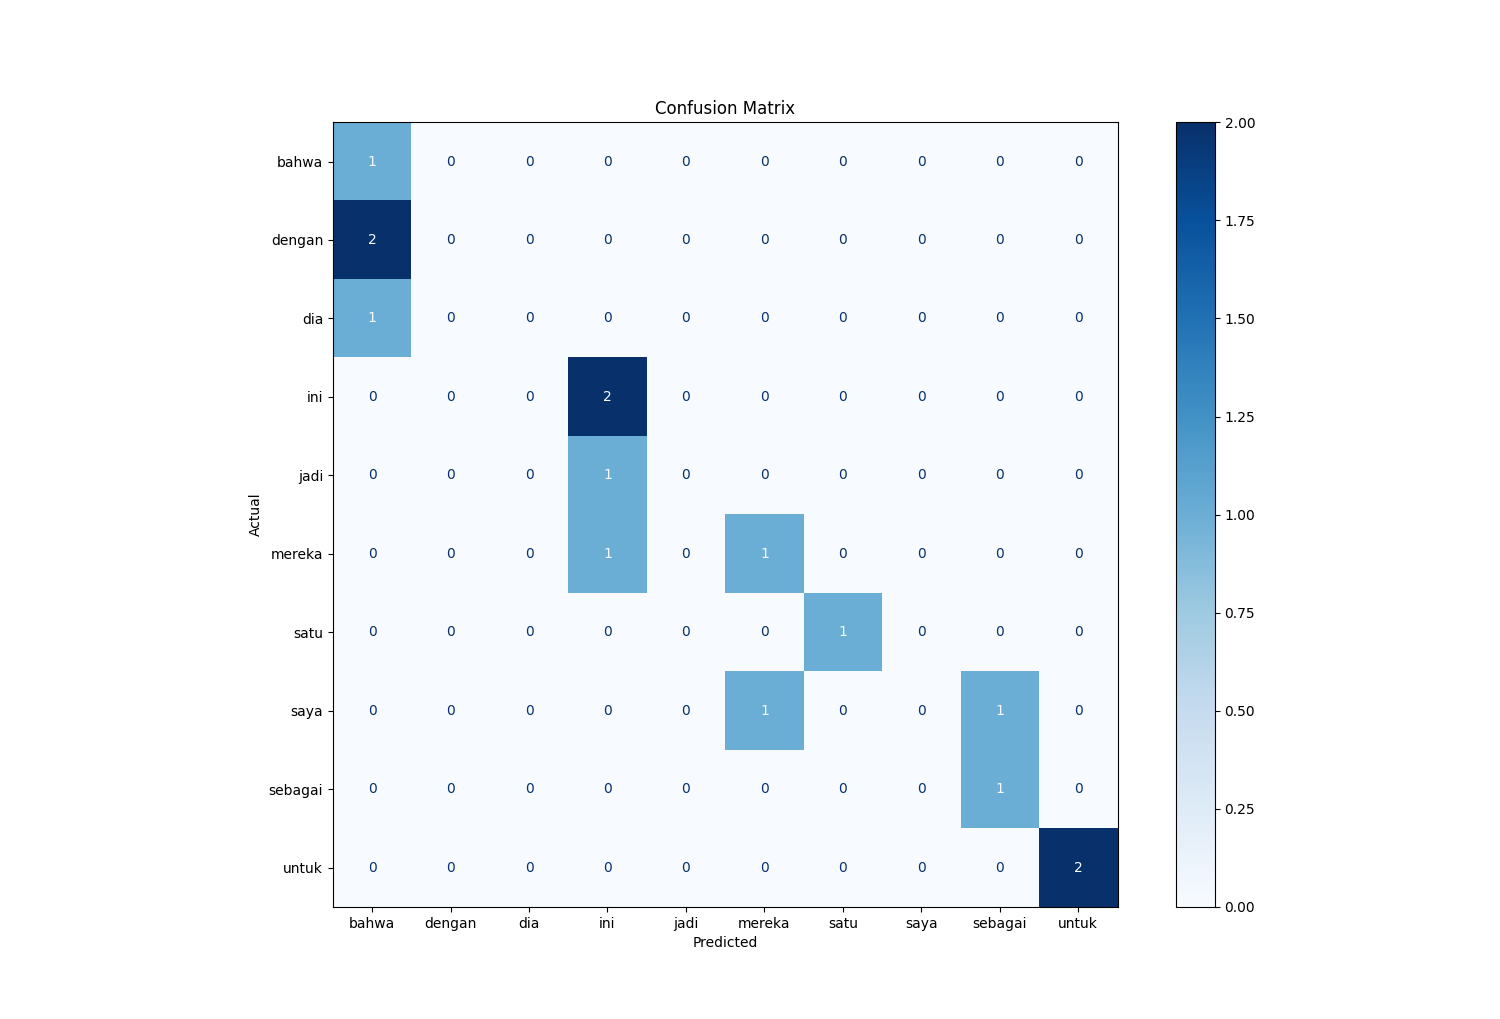 Confusion Matrix
bahwa 1 0 0 0 0 0 0 0 0 0
dengan 2 0 0 0 0 0 0 0 0 0
dia 1 0 0 0 0 0 0 0 0 0
ini 0 0 0 2 0 0 0 0 0 0
jadi 0 0 0 1 0 0 0 0 0 0
mereka 0 0 0 1 0 1 0 0 0 0
satu 0 0 0 0 0 0 1 0 0 0
saya 0 0 0 0 0 1 0 0 1 0
sebagai 0 0 0 0 0 0 0 0 1 0
untuk 0 0 0 0 0 0 0 0 0 2
bahwa dengan dia ini jadi mereka satu saya sebagai untuk
Predicted
Actual
2.00
1.75
1.50
1.25
1.00
0.75
0.50
0.25
0.00